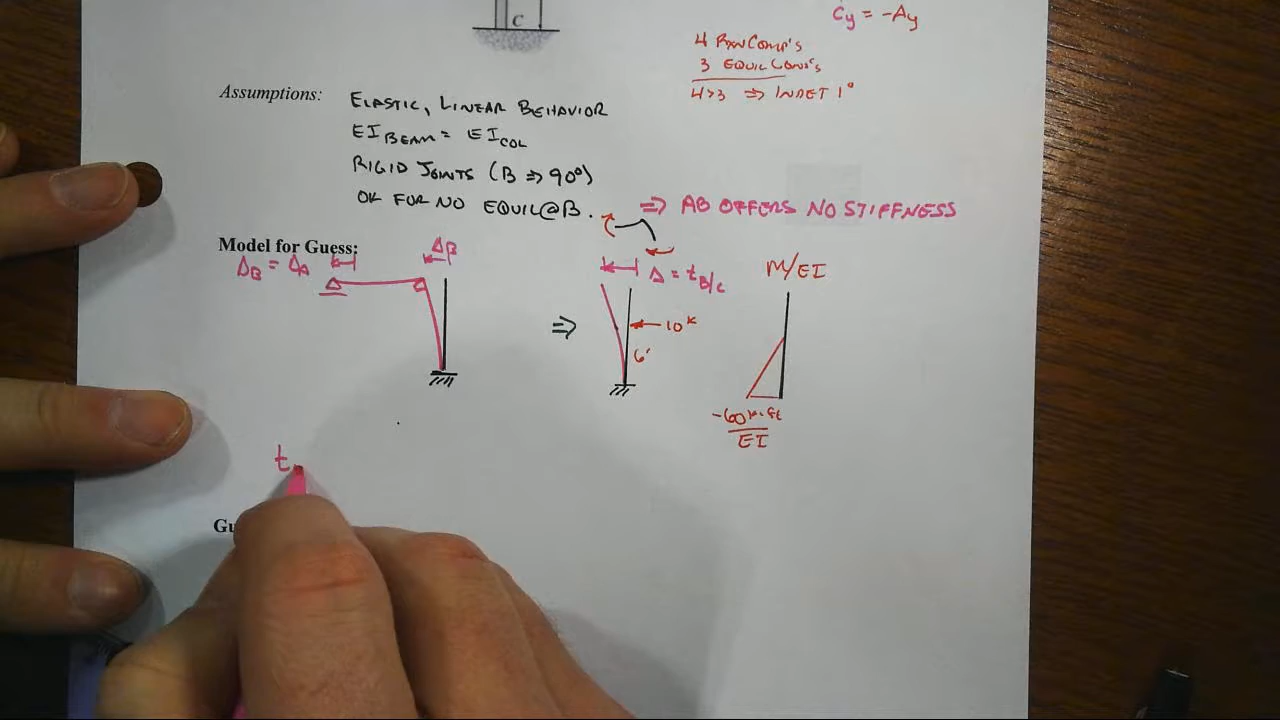 C
Cy = -Ay
4 RXN COMP'S
3 EQUIL COND'S
4>3 => INDET 1°
Assumptions: ELASTIC, LINEAR BEHAVIOR
EI BEAM = EI COL
RIGID JOINTS (B => 90°)
OK FOR NO EQUIL@B. => AB OFFERS NO STIFFNESS
Model for Guess:
ΔB = ΔA
ΔB
=>
Δ = tB/C
10 K
6'
M/EI
-60 K·ft
EI
t
Gu